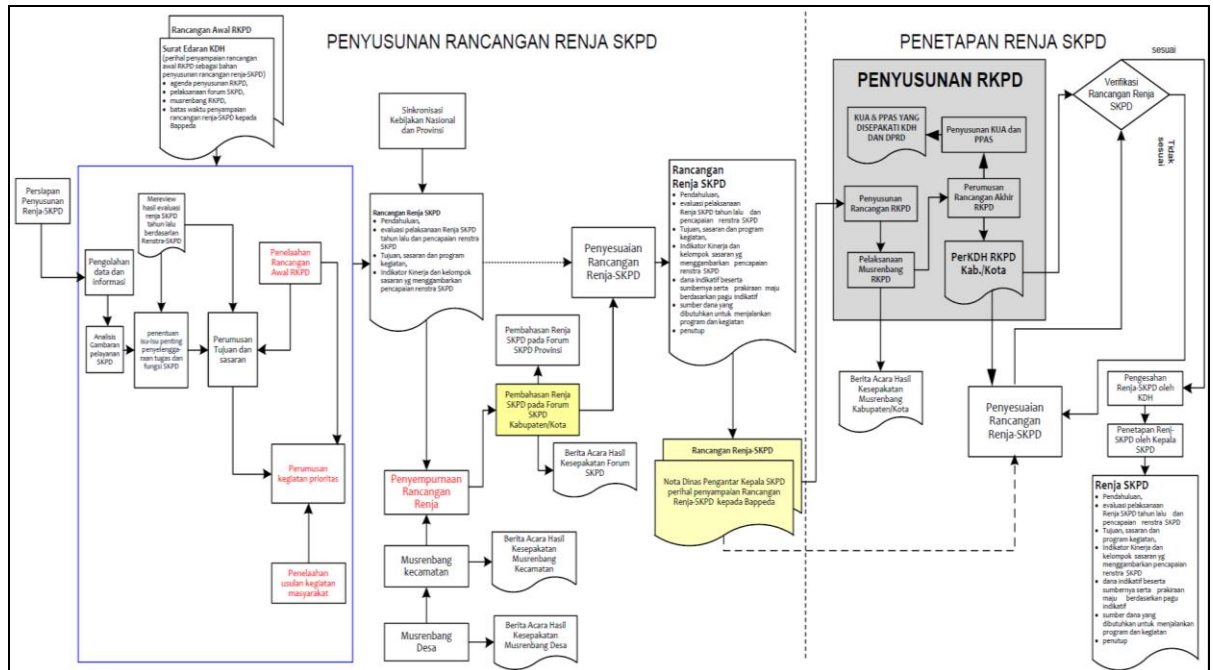 PENYUSUNAN RANCANGAN RENJA SKPD
PENETAPAN RENJA SKPD
Rancangan Awal RKPD
Surat Edaran KDH
(perihal penyampaian rancangan
awal RKPD sebagai bahan
penyusunan rancangan renja-SKPD)
• agenda penyusunan RKPD,
• pelaksanaan forum SKPD,
• musrenbang RKPD,
• batas waktu penyampaian
rancangan renja-SKPD kepada
Bappeda
Persiapan
Penyusunan
Renja-SKPD
Pengolahan
data dan
informasi
Analisis
Gambaran
pelayanan
SKPD
Mereview
hasil evaluasi
renja SKPD
tahun lalu
berdasarlan
Renstra-SKPD
penentuan
isu-isu penting
penyelengga-
raan tugas dan
fungsi SKPD
Perumusan
Tujuan dan
sasaran
Penelaahan
Rancangan
Awal RKPD
Perumusan
kegiatan prioritas
Penelaahan
usulan kegiatan
masyarakat
Sinkronisasi
Kebijakan Nasional
dan Provinsi
Rancangan Renja SKPD
• Pendahuluan,
• evaluasi pelaksanaan Renja SKPD
tahun lalu dan pencapaian renstra
SKPD
• Tujuan, sasaran dan program
kegiatan,
• Indikator Kinerja dan kelompok
sasaran yg menggambarkan
pencapaian renstra SKPD
Penyempurnaan
Rancangan
Renja
Musrenbang
kecamatan
Berita Acara Hasil
Kesepakatan
Musrenbang
Kecamatan
Musrenbang
Desa
Berita Acara Hasil
Kesepakatan
Musrenbang Desa
Pembahasan Renja
SKPD pada Forum
SKPD Provinsi
Pembahasan Renja
SKPD pada Forum
SKPD
Kabupaten/Kota
Berita Acara Hasil
Kesepakatan Forum
SKPD
Penyesuaian
Rancangan
Renja-SKPD
Rancangan
Renja SKPD
• Pendahuluan,
• evaluasi pelaksanaan
Renja SKPD tahun lalu dan
pencapaian renstra SKPD
• Tujuan, sasaran dan program
kegiatan,
• Indikator Kinerja dan
kelompok sasaran yg
menggambarkan pencapaian
renstra SKPD
• dana indikatif beserta
sumbernya serta prakiraan maju
berdasarkan pagu indikatif
• sumber dana yang
dibutuhkan untuk menjalankan
program dan kegiatan
• penutup
Rancangan Renja-SKPD
Nota Dinas Pengantar Kepala SKPD
perihal penyampaian Rancangan
Renja-SKPD kepada Bappeda
PENYUSUNAN RKPD
KUA & PPAS YANG
DISEPAKATI KDH
DAN DPRD
Penyusunan KUA dan
PPAS
Penyusunan
Rancangan RKPD
Perumusan
Rancangan Akhir
RKPD
Pelaksanaan
Musrenbang
RKPD
PerKDH RKPD
Kab./Kota
Berita Acara Hasil
Kesepakatan
Musrenbang
Kabupaten/Kota
Penyesuaian
Rancangan
Renja-SKPD
sesuai
Verifikasi
Rancangan Renja
SKPD
Tidak
sesuai
Pengesahan
Renja-SKPD oleh
KDH
Penetapan Renj-
SKPD oleh Kepala
SKPD
Renja SKPD
• Pendahuluan,
• evaluasi pelaksanaan
Renja SKPD tahun lalu dan
pencapaian renstra SKPD
• Tujuan, sasaran dan
program kegiatan,
• Indikator Kinerja dan
kelompok sasaran yg
menggambarkan pencapaian
renstra SKPD
• dana indikatif beserta
sumbernya serta prakiraan
maju berdasarkan pagu
indikatif
• sumber dana yang
dibutuhkan untuk menjalankan
program dan kegiatan
• penutup